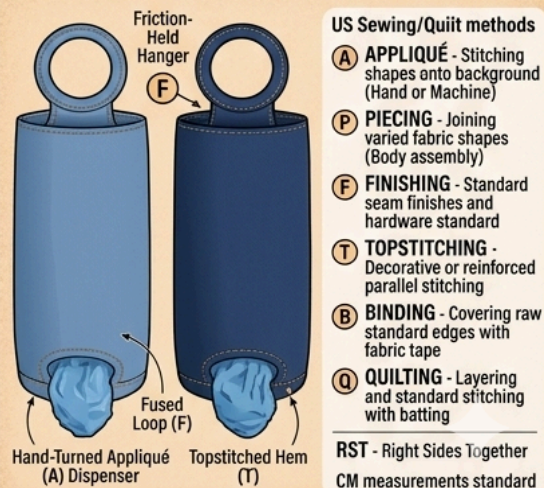 Friction-
Held
Hanger
F
Fused
Loop (F)
Hand-Turned Appliqué
(A) Dispenser
Topstitched Hem
(T)
US Sewing/Quiit methods
A APPLIQUÉ - Stitching
shapes onto background
(Hand or Machine)
P PIECING - Joining
varied fabric shapes
(Body assembly)
F FINISHING - Standard
seam finishes and
hardware standard
T TOPSTITCHING -
Decorative or reinforced
parallel stitching
B BINDING - Covering raw
standard edges with
fabric tape
Q QUILTING - Layering
and standard stitching
with batting
RST - Right Sides Together
CM measurements standard